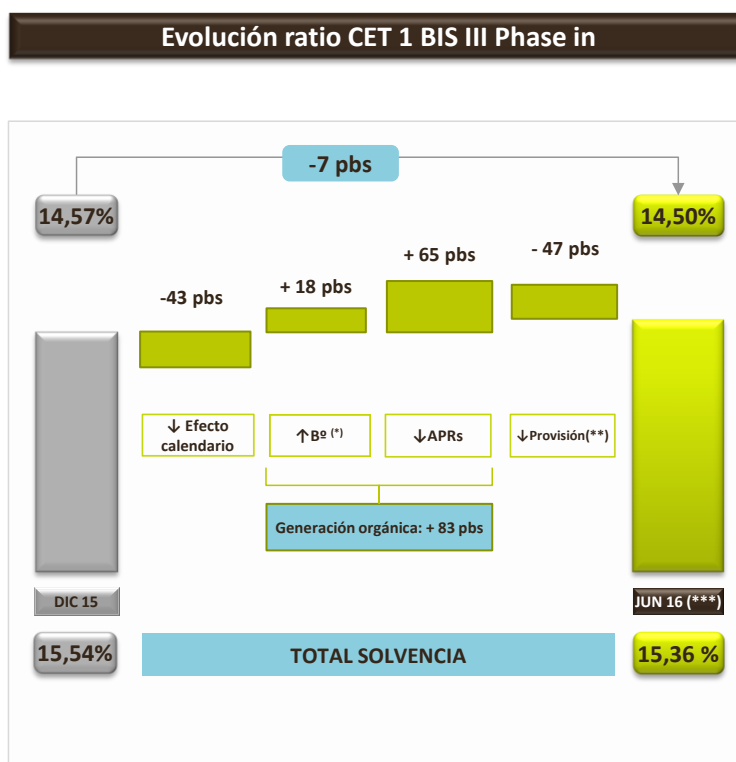 Evolución ratio CET 1 BIS III Phase in
-7 pbs
14,57%
14,50%
-43 pbs
+ 18 pbs
+ 65 pbs
- 47 pbs
↓ Efecto
calendario
↑Bº (*)
↓APRs
↓Provisión(**)
Generación orgánica: + 83 pbs
DIC 15
JUN 16 (***)
15,54%
TOTAL SOLVENCIA
15,36 %